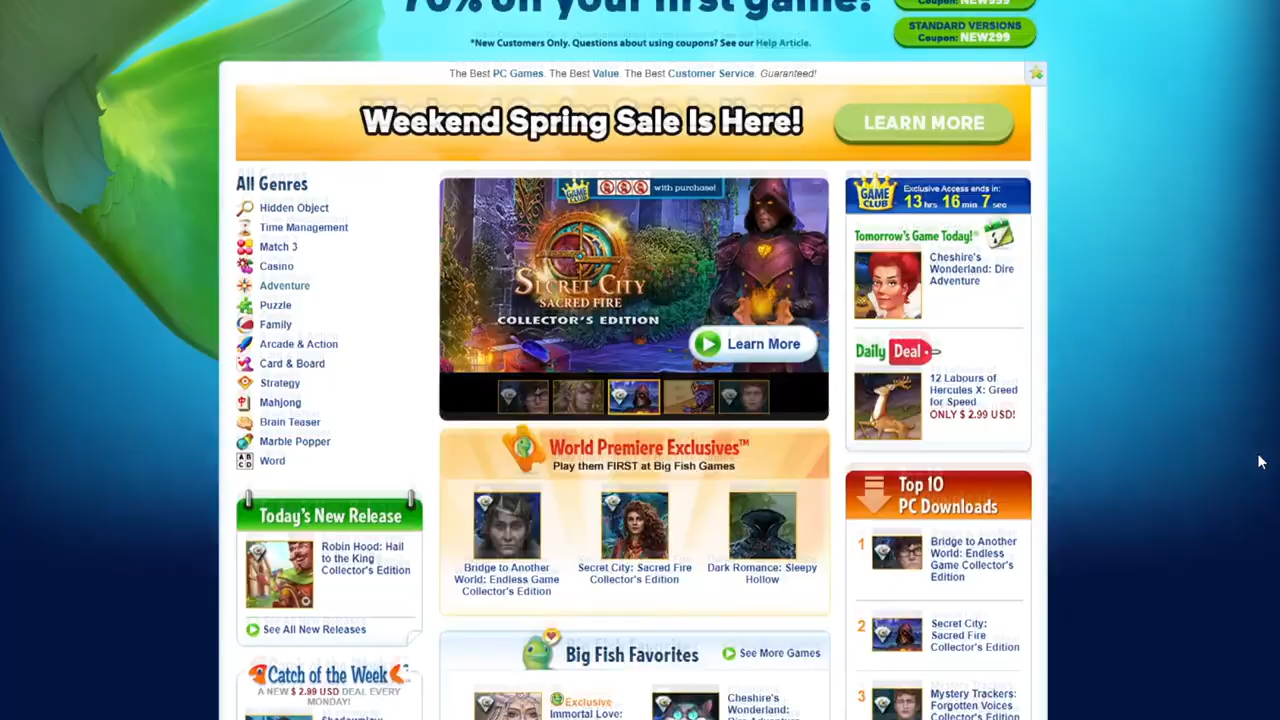 70% on your first game!
Coupon: NEW999
STANDARD VERSIONS
Coupon: NEW299
*New Customers Only. Questions about using coupons? See our Help Article.
The Best PC Games. The Best Value. The Best Customer Service. Guaranteed!
Weekend Spring Sale Is Here!
LEARN MORE
All Genres
Hidden Object
Time Management
Match 3
Casino
Adventure
Puzzle
Family
Arcade & Action
Card & Board
Strategy
Mahjong
Brain Teaser
Marble Popper
Word
Today's New Release
Robin Hood: Hail
to the King
Collector's Edition
See All New Releases
Catch of the Week
A NEW $ 2.99 USD DEAL EVERY
MONDAY!
Shadowplay:
GAME
CLUB
with purchase!
SECRET CITY
SACRED FIRE
COLLECTOR'S EDITION
Learn More
World Premiere Exclusives™
Play them FIRST at Big Fish Games
Bridge to Another
World: Endless Game
Collector's Edition
Secret City: Sacred Fire
Collector's Edition
Dark Romance: Sleepy
Hollow
Big Fish Favorites
See More Games
Exclusive
Immortal Love:
Cheshire's
Wonderland:
Dire Adventure
GAME
CLUB
Exclusive Access ends in:
13 hrs 16 min 7 sec
Tomorrow's Game Today!
Cheshire's
Wonderland: Dire
Adventure
Daily Deal
12 Labours of
Hercules X: Greed
for Speed
ONLY $ 2.99 USD!
Top 10
PC Downloads
1
Bridge to Another
World: Endless
Game Collector's
Edition
2
Secret City:
Sacred Fire
Collector's Edition
3
Mystery Trackers:
Forgotten Voices
Collector's Edition